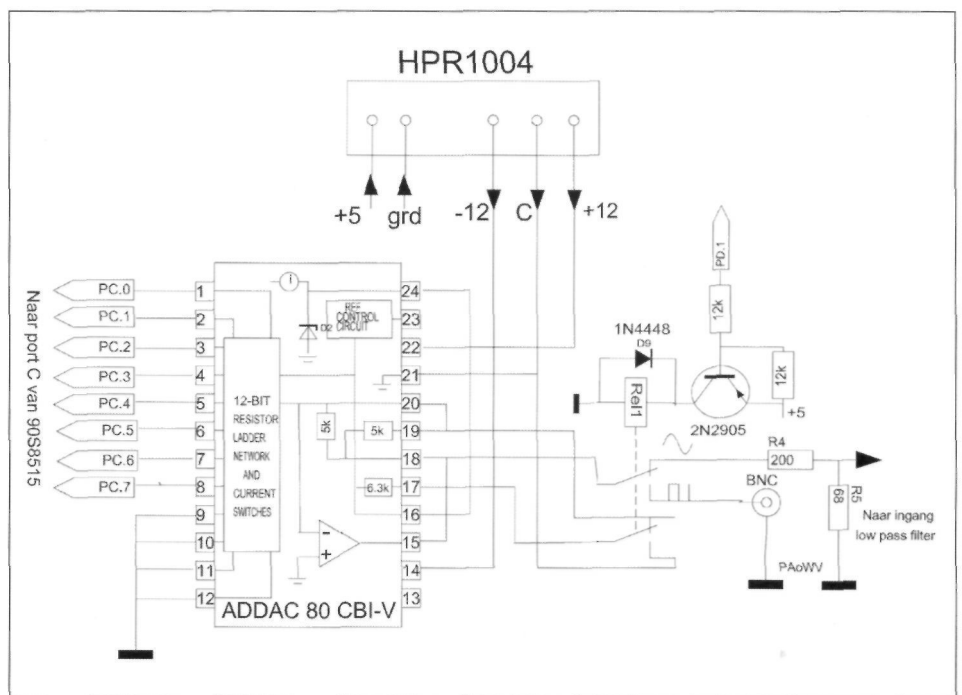 HPR1004
+5 grd -12 C +12
PD.1
12k
12k
+5
1N4448
D9
Rel1
2N2905
R4
200
BNC
R5
68
Naar ingang
low pass filter
PAoWV
Naar port C van 90S8515
PC.0
PC.1
PC.2
PC.3
PC.4
PC.5
PC.6
PC.7
1
2
3
4
5
6
7
8
9
10
11
12
24
23
22
21
20
19
18
17
16
15
14
13
i
D2
REF
CONTROL
CIRCUIT
12-BIT
RESISTOR
LADDER
NETWORK
AND
CURRENT
SWITCHES
5k
5k
6.3k
-
+
ADDAC 80 CBI-V